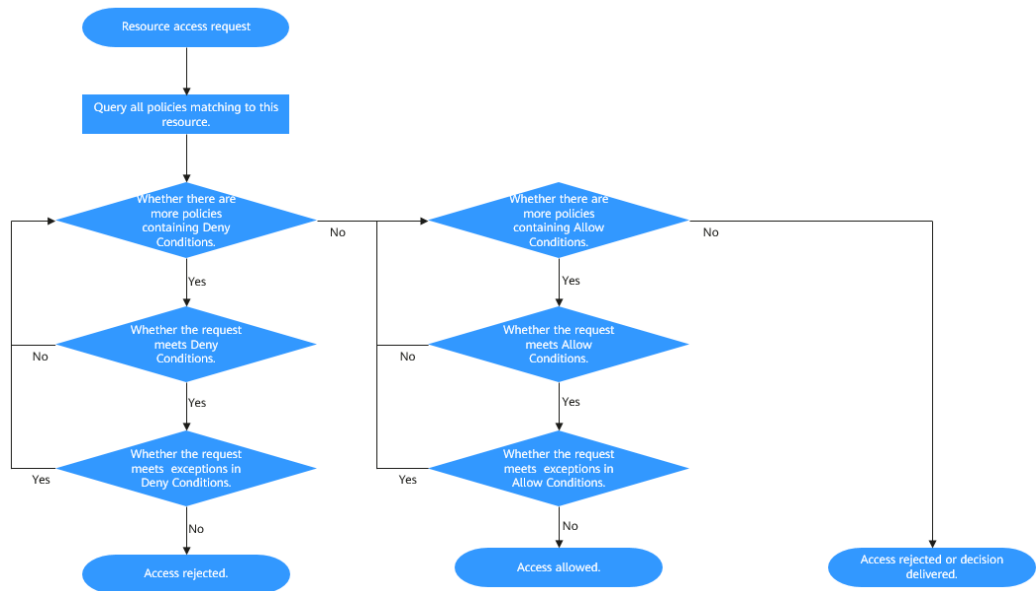 Resource access request
Query all policies matching to this
resource.
Whether there are
more policies
containing Deny
Conditions.
No
Whether there are
more policies
containing Allow
Conditions.
No
Yes
Yes
Whether the request
meets Deny
Conditions.
No
Whether the request
meets Allow
Conditions.
No
Yes
Yes
Whether the request
meets  exceptions in
Deny Conditions.
Yes
Whether the request
meets  exceptions in
Allow Conditions.
Yes
No
No
Access rejected.
Access allowed.
Access rejected or decision
delivered.